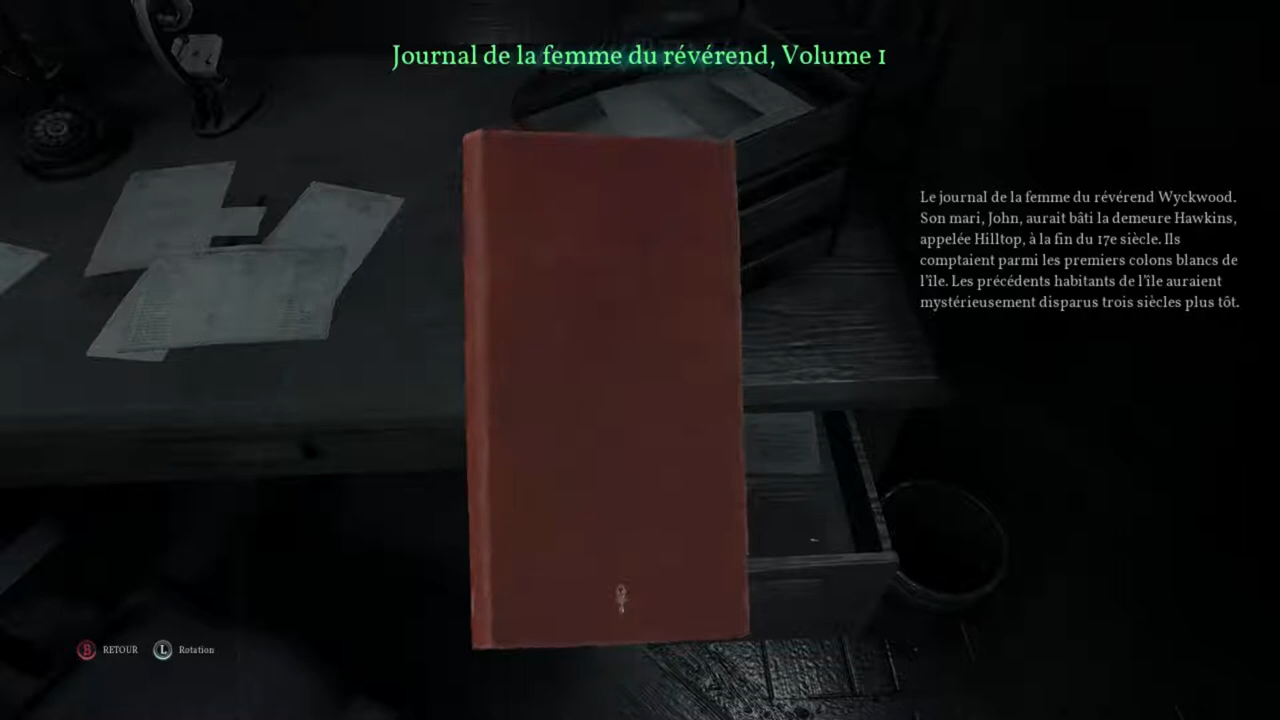 Journal de la femme du révérend, Volume 1
Le journal de la femme du révérend Wyckwood.
Son mari, John, aurait bâti la demeure Hawkins,
appelée Hilltop, à la fin du 17e siècle. Ils
comptaient parmi les premiers colons blancs de
l'île. Les précédents habitants de l'île auraient
mystérieusement disparus trois siècles plus tôt.
B RETOUR L Rotation